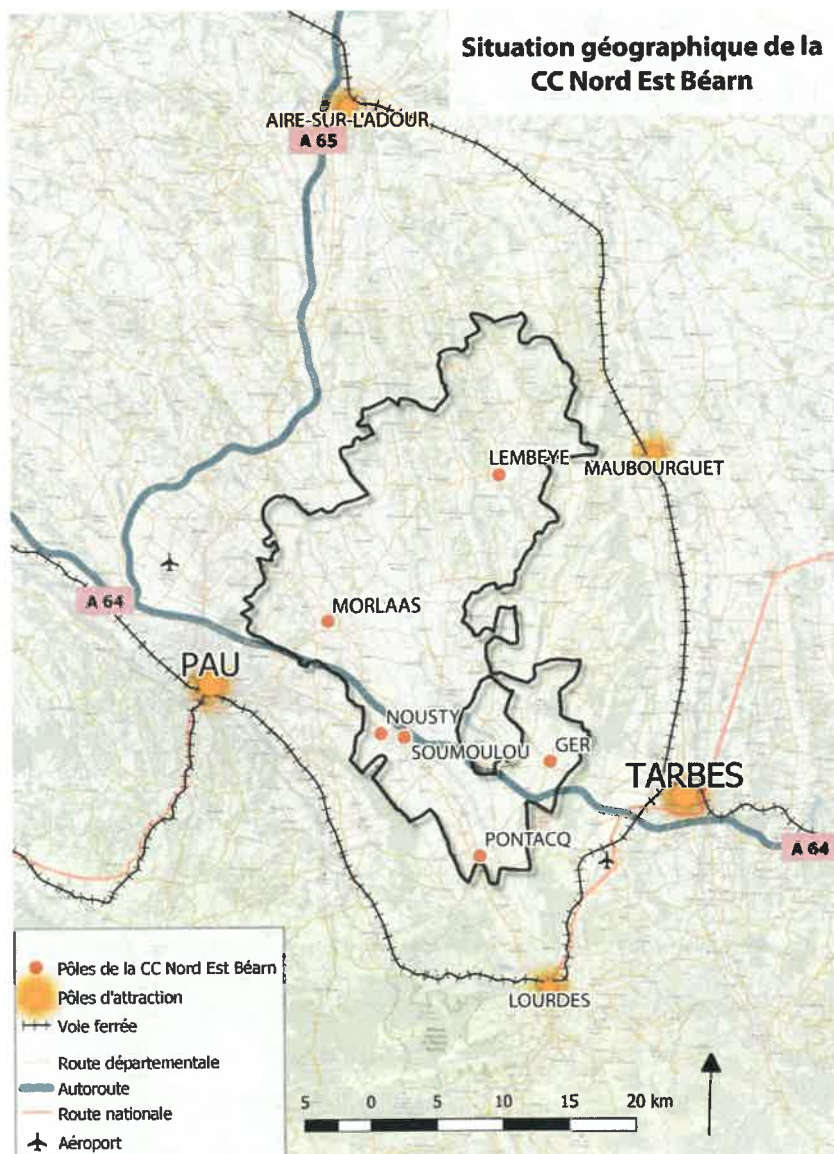 Situation géographique de la
CC Nord Est Béarn
AIRE-SUR-L'ADOUR
A 65
LEMBEYE
MAUBOURGUET
A 64
MORLAAS
PAU
NOUSTY
SOUMOULOU
GER
TARBES
PONTACQ
A 64
LOURDES
Pôles de la CC Nord Est Béarn
Pôles d'attraction
Voie ferrée
Route départementale
Autoroute
Route nationale
Aéroport
5 0 5 10 15 20 km